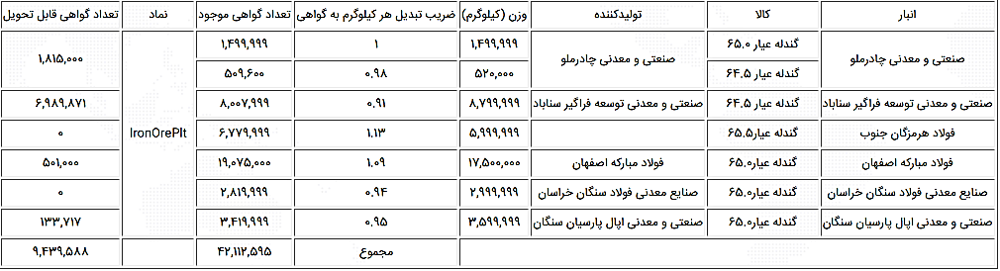 انبار	کالا	تولیدکننده	وزن (کیلوگرم)	ضریب تبدیل هر کیلوگرم به گواهی	تعداد گواهی موجود	نماد	تعداد گواهی قابل تحویل
صنعتی و معدنی چادرملو	گندله عیار ۶۵.۰	صنعتی و معدنی چادرملو	۱,۴۹۹,۹۹۹	۱	۱,۴۹۹,۹۹۹	IronOrePlt	۱,۸۱۵,۰۰۰
گندله عیار ۶۴.۵	۵۲۰,۰۰۰	۰.۹۸	۵۰۹,۶۰۰
صنعتی و معدنی توسعه فراگیر سناباد	گندله عیار ۶۴.۵	صنعتی و معدنی توسعه فراگیر سناباد	۸,۷۹۹,۹۹۹	۰.۹۱	۸,۰۰۷,۹۹۹	۶,۹۸۹,۸۷۱
فولاد هرمزگان جنوب	گندله عیار۶۵.۵	۵,۹۹۹,۹۹۹	۱.۱۳	۶,۷۷۹,۹۹۹	۰
فولاد مبارکه اصفهان	گندله عیار۶۵.۰	فولاد مبارکه اصفهان	۱۷,۵۰۰,۰۰۰	۱.۰۹	۱۹,۰۷۵,۰۰۰	۵۰۱,۰۰۰
صنایع معدنی فولاد سنگان خراسان	گندله عیار۶۵.۰	صنایع معدنی فولاد سنگان خراسان	۲,۹۹۹,۹۹۹	۰.۹۴	۲,۸۱۹,۹۹۹	۰
صنعتی و معدنی اپال پارسیان سنگان	گندله عیار۶۵.۰	صنعتی و معدنی اپال پارسیان سنگان	۳,۵۹۹,۹۹۹	۰.۹۵	۳,۴۱۹,۹۹۹	۱۳۳,۷۱۷
مجموع	۴۲,۱۱۲,۵۹۵	۹,۴۳۹,۵۸۸